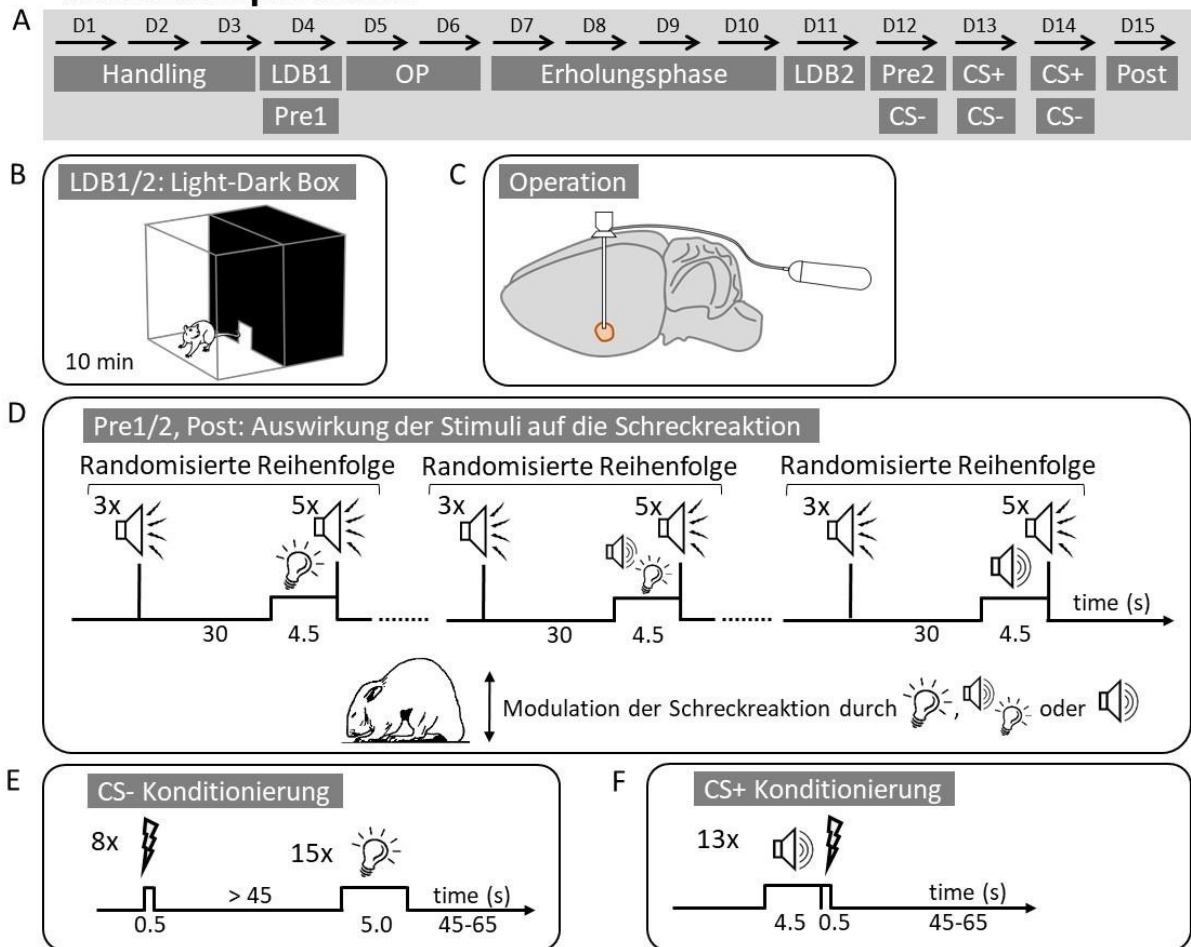 A
D1 D2 D3 D4 D5 D6 D7 D8 D9 D10 D11 D12 D13 D14 D15
Handling LDB1 OP Erholungsphase LDB2 Pre2 CS+ CS+ Post
Pre1 CS- CS- CS-
B
LDB1/2: Light-Dark Box
10 min
C
Operation
D
Pre1/2, Post: Auswirkung der Stimuli auf die Schreckreaktion
Randomisierte Reihenfolge Randomisierte Reihenfolge Randomisierte Reihenfolge
3x 5x 3x 5x 3x 5x
time (s)
30 4.5 30 4.5 30 4.5
Modulation der Schreckreaktion durch , oder
E
CS- Konditionierung
8x
15x
> 45 time (s)
0.5 5.0 45-65
F
CS+ Konditionierung
13x
time (s)
4.5 0.5 45-65